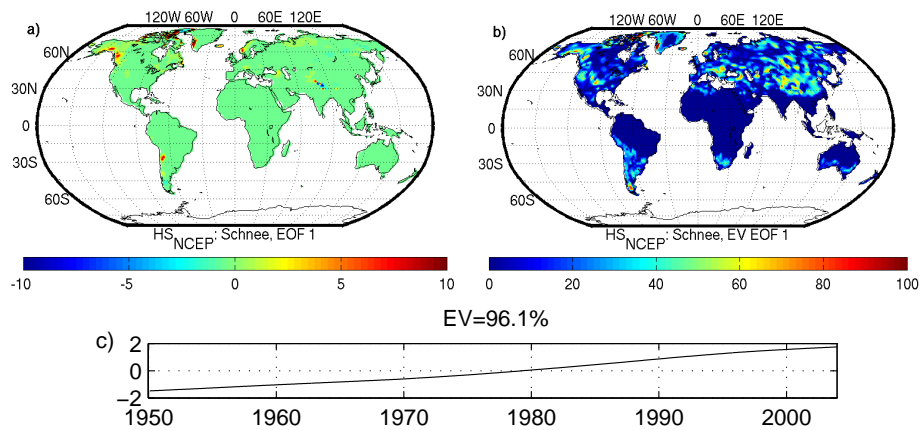 120W 60W 0 60E 120E
a)
60N
30N
0
30S
60S
HS_NCEP: Schnee, EOF 1
-10 -5 0 5 10
120W 60W 0 60E 120E
b)
60N
30N
0
30S
60S
HS_NCEP: Schnee, EV EOF 1
0 20 40 60 80 100
EV=96.1%
c)
2
0
−2
1950 1960 1970 1980 1990 2000